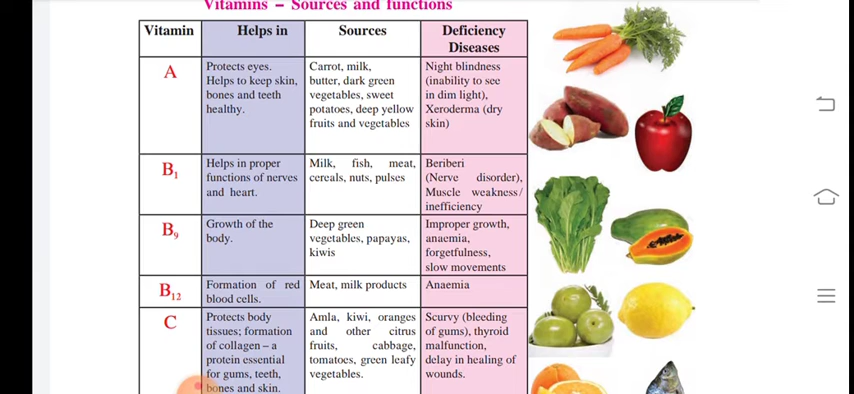 Vitamins – Sources and functions
Vitamin
Helps in
Sources
Deficiency
Diseases
A
Protects eyes.
Helps to keep skin,
bones and teeth
healthy.
Carrot, milk,
butter, dark green
vegetables, sweet
potatoes, deep yellow
fruits and vegetables
Night blindness
(inability to see
in dim light),
Xeroderma (dry
skin)
B1
Helps in proper
functions of nerves
and heart.
Milk, fish, meat,
cereals, nuts, pulses
Beriberi
(Nerve disorder),
Muscle weakness/
inefficiency
B9
Growth of the
body.
Deep green
vegetables, papayas,
kiwis
Improper growth,
anaemia,
forgetfulness,
slow movements
B12
Formation of red
blood cells.
Meat, milk products
Anaemia
C
Protects body
tissues; formation
of collagen – a
protein essential
for gums, teeth,
bones and skin.
Amla, kiwi, oranges
and other citrus
fruits, cabbage,
tomatoes, green leafy
vegetables.
Scurvy (bleeding
of gums), thyroid
malfunction,
delay in healing of
wounds.